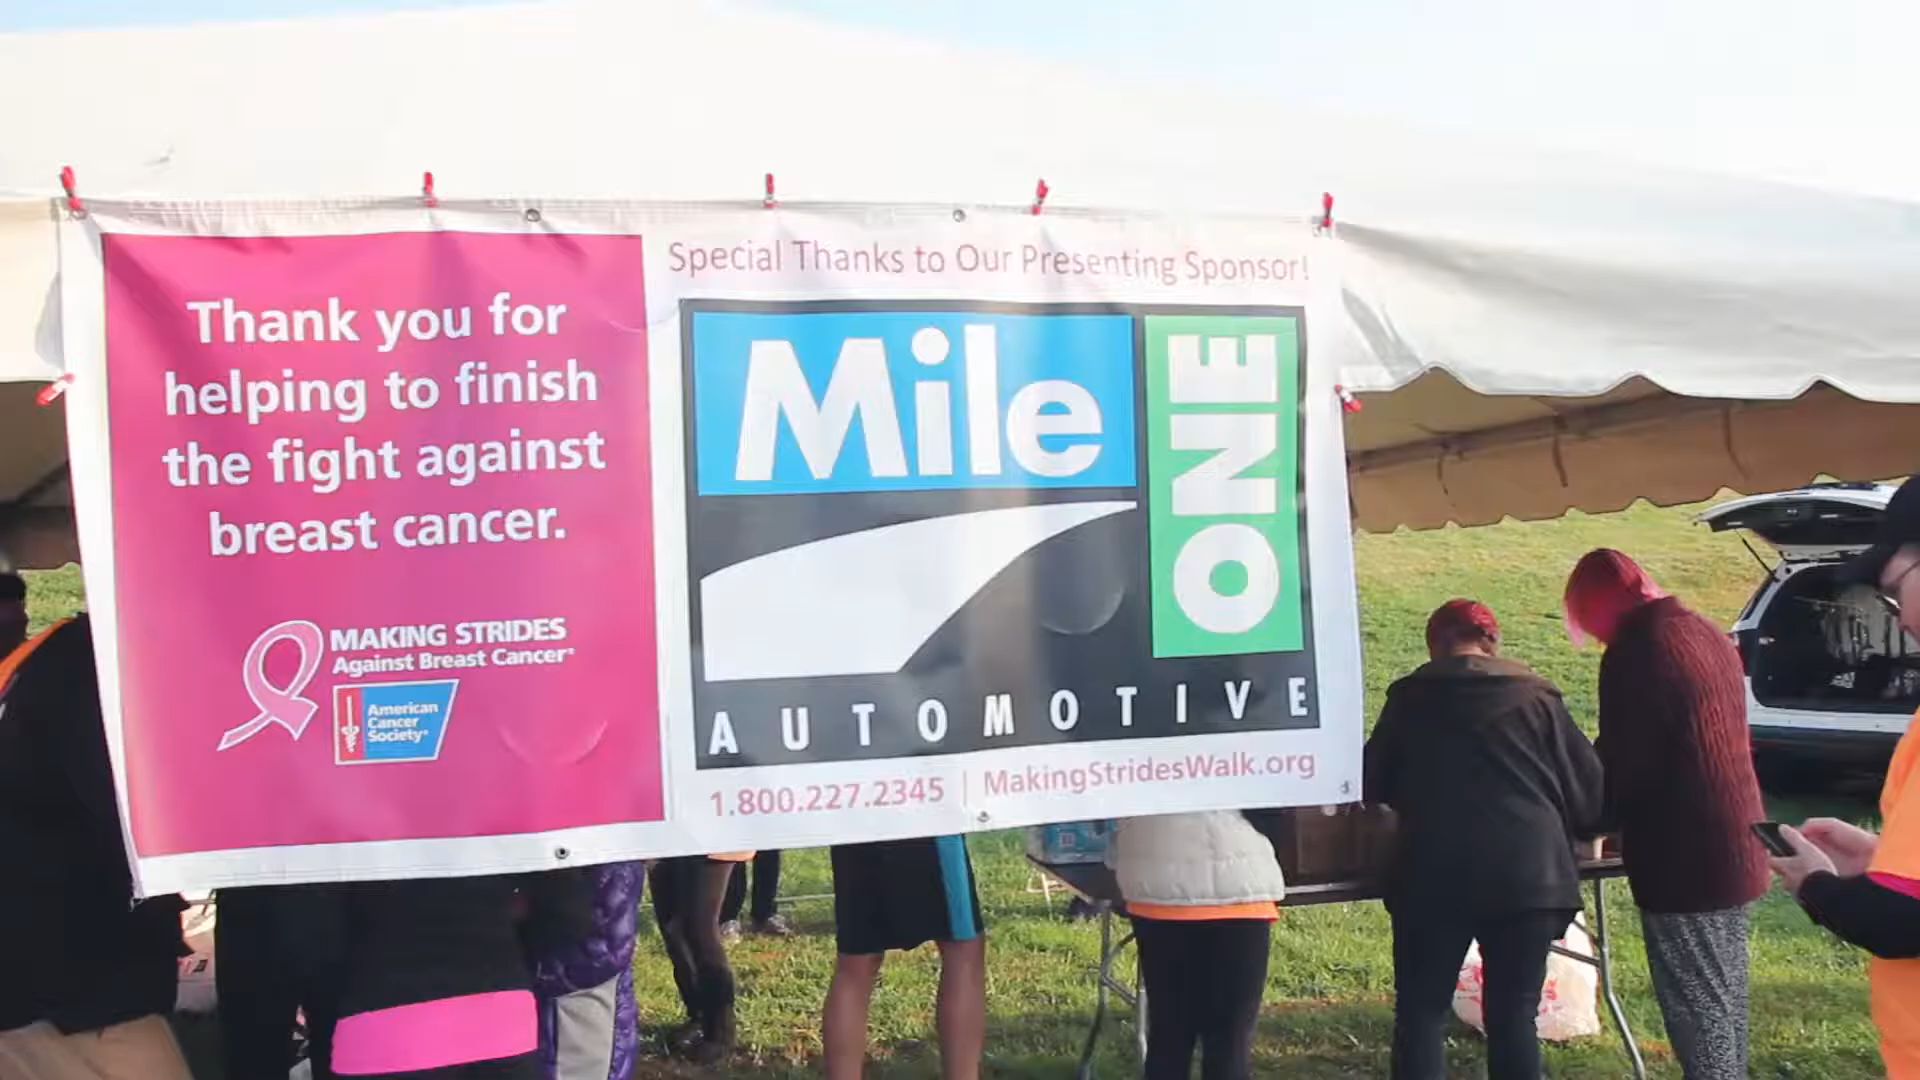 Thank you for
helping to finish
the fight against
breast cancer.
MAKING STRIDES
Against Breast Cancer®
American
Cancer
Society®
Special Thanks to Our Presenting Sponsor!
Mile
ONE
AUTOMOTIVE
1.800.227.2345 | MakingStridesWalk.org